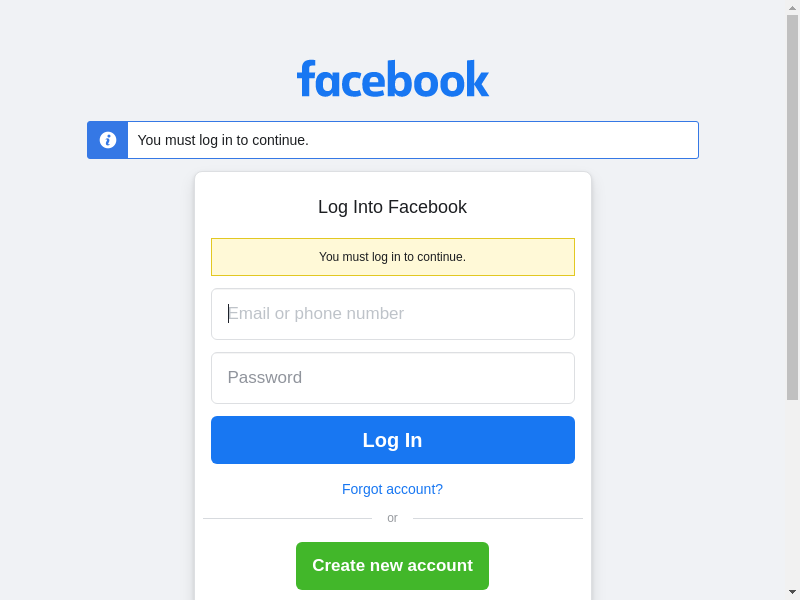 facebook
You must log in to continue.
Log Into Facebook
You must log in to continue.
Email or phone number
Password
Log In
Forgot account?
or
Create new account